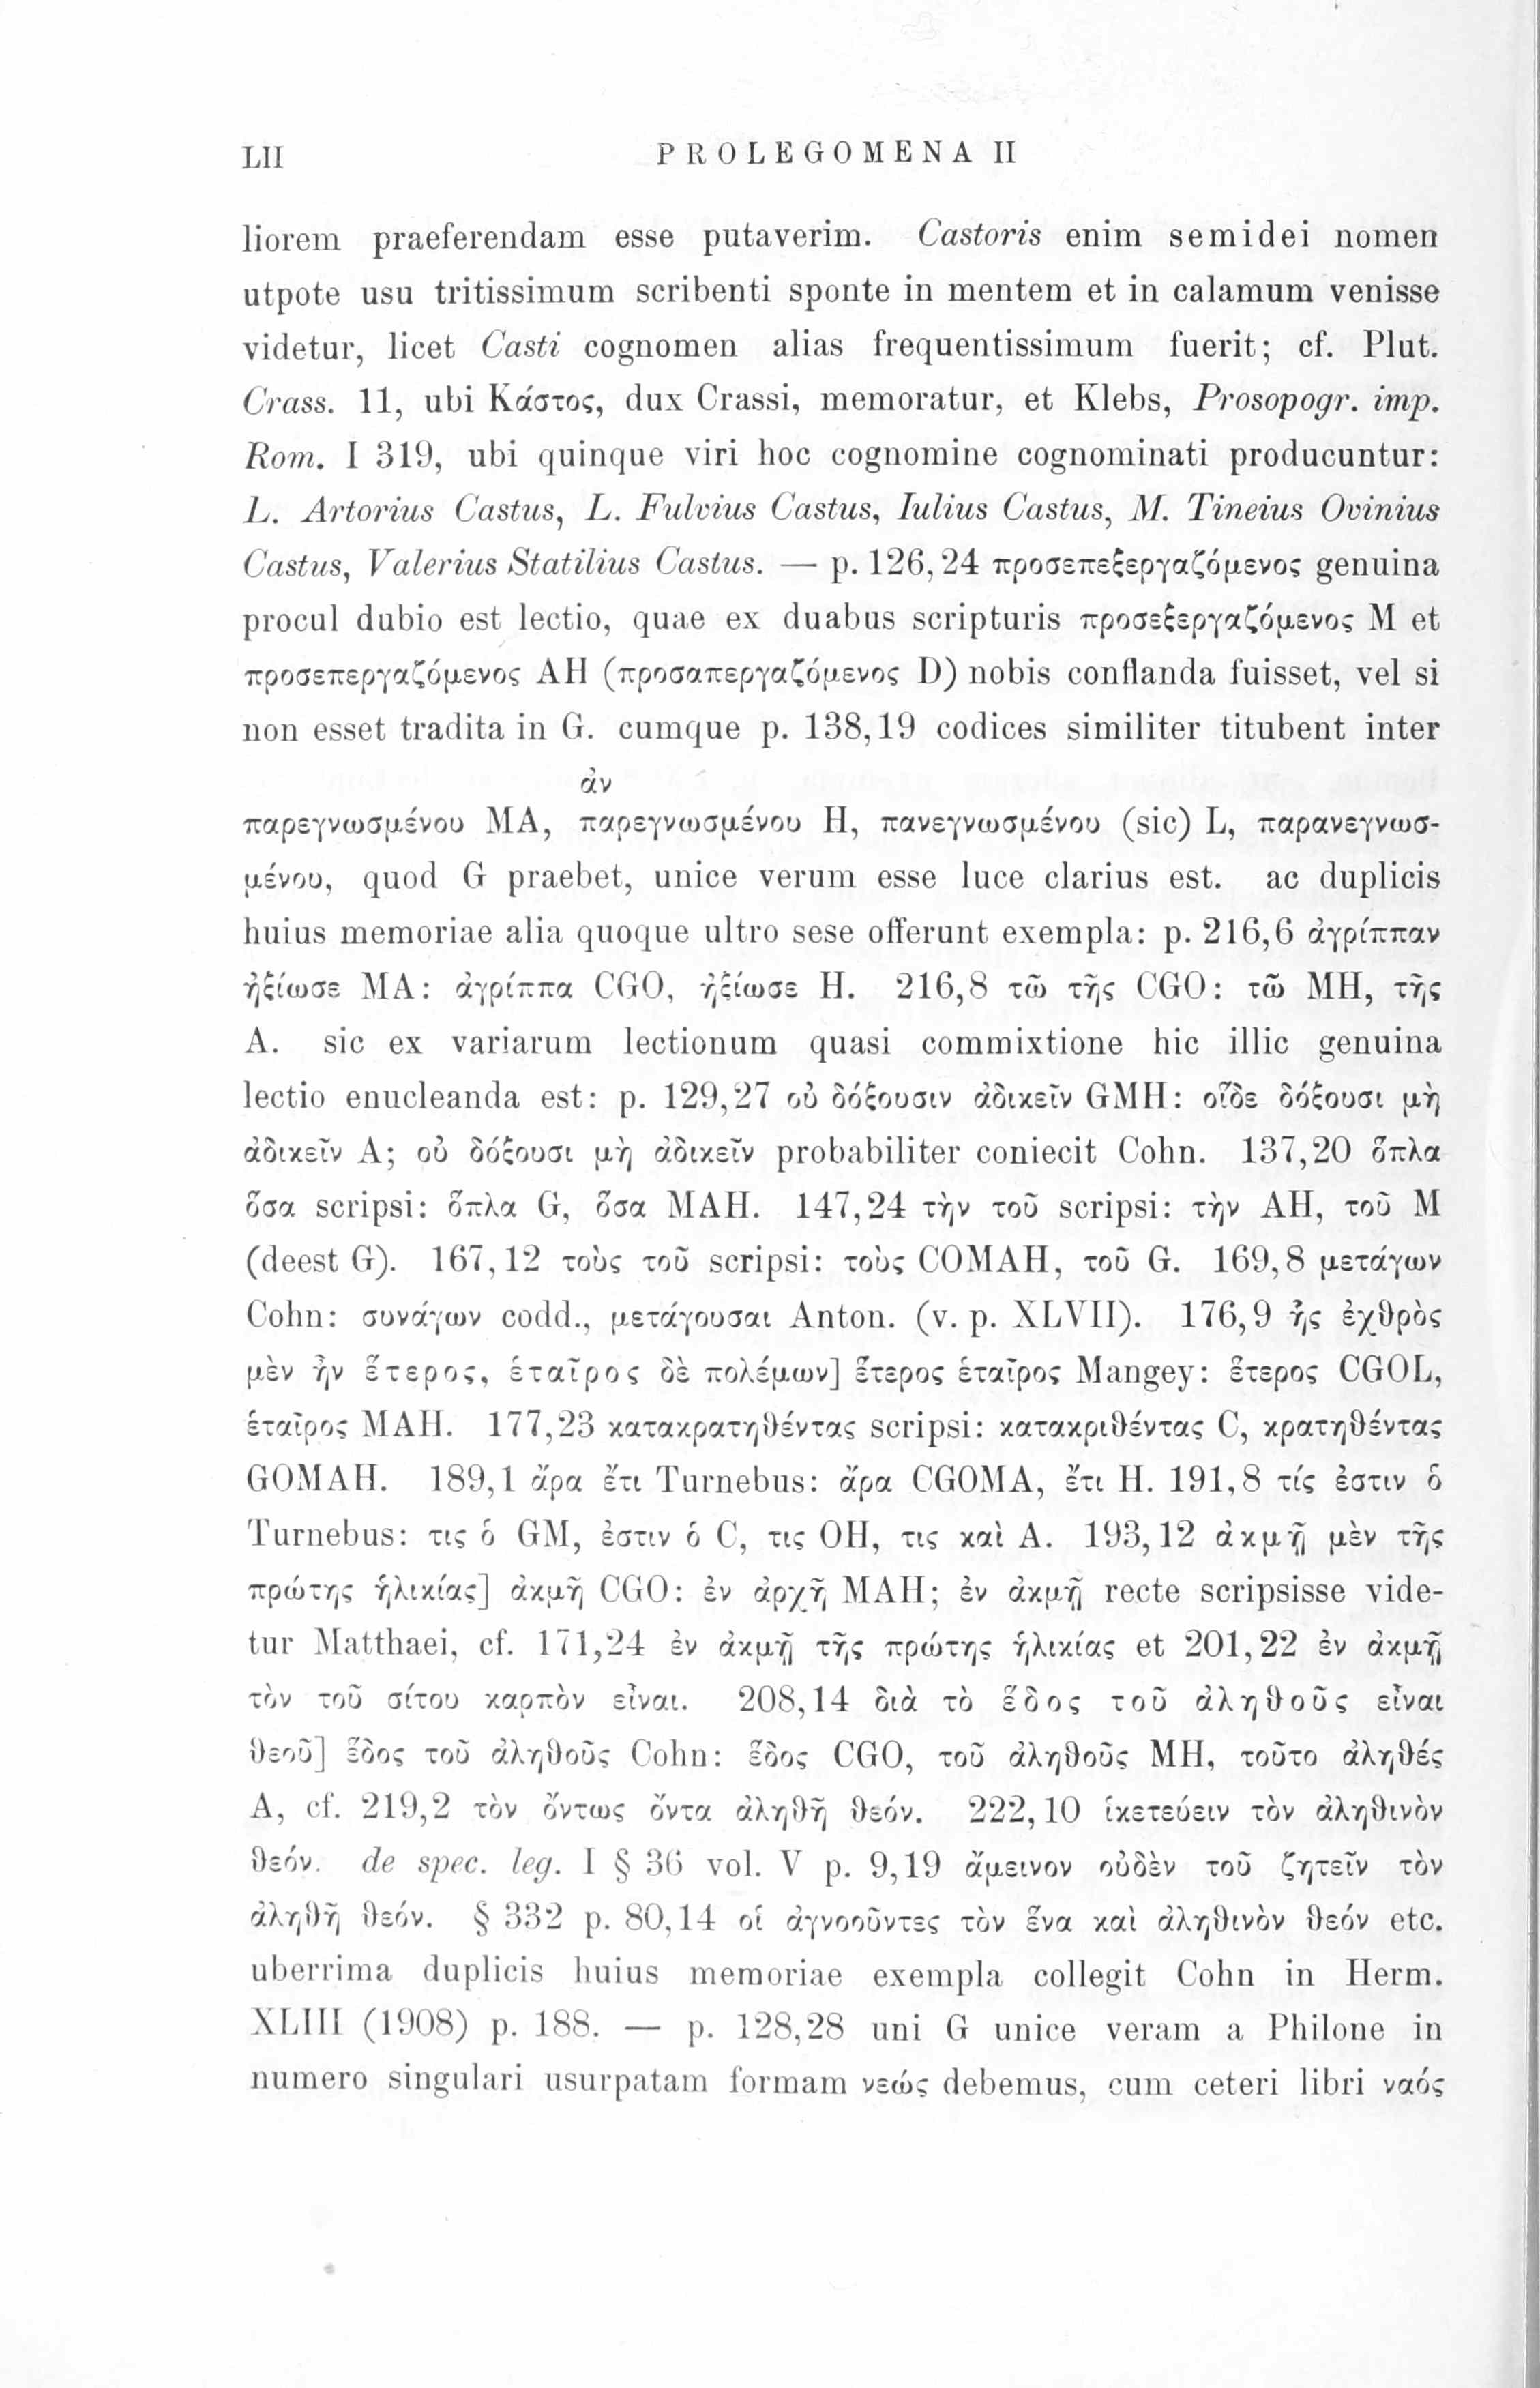 LII PROLEGOMENA II
liorem praeferendam esse putaverim. Castoris enim semidei nomen
utpote usu tritissimum scribenti sponte in mentem et in calamum venisse
videtur, licet Casti cognomen alias frequentissimum fuerit; cf. Plut.
Crass. 11, ubi Κάστος, dux Crassi, memoratur, et Klebs, Prosopogr. imp.
Rom. I 319, ubi quinque viri hoc cognomine cognominati producuntur:
L. Artorius Castus, L. Fulvius Castus, Iulius Castus, M. Tineius Ovinius
Castus, Valerius Statilius Castus. — p. 126,24 προσεπεξεργαζόμενος genuina
procul dubio est lectio, quae ex duabus scripturis προσεξεργαζόμενος M et
προσεπεργαζόμενος AH (προσαπεργαζόμενος D) nobis conflanda fuisset, vel si
non esset tradita in G. cumque p. 138,19 codices similiter titubent inter
ἀν
παρεγνωσμένου MA, παρεγνωσμένου H, πανεγνωσμένου (sic) L, παρανεγνωσ-
μένου, quod G praebet, unice verum esse luce clarius est. ac duplicis
huius memoriae alia quoque ultro sese offerunt exempla: p. 216,6 ἀγρίππαν
ἠξίωσε MA: ἀγρίππα CGO, ἠξίωσε H. 216,8 τῶ τῆς CGO: τῶ MH, τῆς
A. sic ex variarum lectionum quasi commixtione hic illic genuina
lectio enucleanda est: p. 129,27 οὐ δόξουσιν ἀδικεῖν GMH: οἵδε δόξουσι μὴ
ἀδικεῖν A; οὐ δόξουσι μὴ ἀδικεῖν probabiliter coniecit Cohn. 137,20 ὅπλα
ὅσα scripsi: ὅπλα G, ὅσα MAH. 147,24 τὴν τοῦ scripsi: τὴν AH, τοῦ M
(deest G). 167,12 τοὺς τοῦ scripsi: τοὺς COMAH, τοῦ G. 169,8 μετάγων
Cohn: συνάγων codd., μετάγουσαι Anton. (v. p. XLVII). 176,9 ἧς ἐχθρὸς
μὲν ἦν ἕτερος, ἑταῖρος δὲ πολέμων] ἕτερος ἑταῖρος Mangey: ἕτερος CGOL,
ἑταῖρος MAH. 177,23 κατακρατηθέντας scripsi: κατακριθέντας C, κρατηθέντας
GOMAH. 189,1 ἄρα ἔτι Turnebus: ἄρα CGOMA, ἔτι H. 191,8 τίς ἐστιν ὁ
Turnebus: τις ὁ GM, ἐστιν ὁ C, τις OH, τις καὶ A. 193,12 ἀκμῇ μὲν τῆς
πρώτης ἡλικίας] ἀκμῆ CGO: ἐν ἀρχῆ MAH; ἐν ἀκμῇ recte scripsisse vide-
tur Matthaei, cf. 171,24 ἐν ἀκμῇ τῆς πρώτης ἡλικίας et 201,22 ἐν ἀκμῇ
τὸν τοῦ σίτου καρπὸν εἶναι. 208,14 διὰ τὸ ἕδος τοῦ ἀληθοῦς εἶναι
θεοῦ] ἕδος τοῦ ἀληθοῦς Cohn: ἕδος CGO, τοῦ ἀληθοῦς MH, τοῦτο ἀληθές
A, cf. 219,2 τὸν ὄντως ὄντα ἀληθῆ θεόν. 222,10 ἱκετεύειν τὸν ἀληθινὸν
θεόν. de spec. leg. I § 36 vol. V p. 9,19 ἄμεινον οὐδὲν τοῦ ζητεῖν τὸν
ἀληθῆ θεόν. § 332 p. 80,14 οἱ ἀγνοοῦντες τὸν ἕνα καὶ ἀληθινὸν θεόν etc.
uberrima duplicis huius memoriae exempla collegit Cohn in Herm.
XLIII (1908) p. 188. — p. 128,28 uni G unice veram a Philone in
numero singulari usurpatam formam νεώς debemus, cum ceteri libri ναός